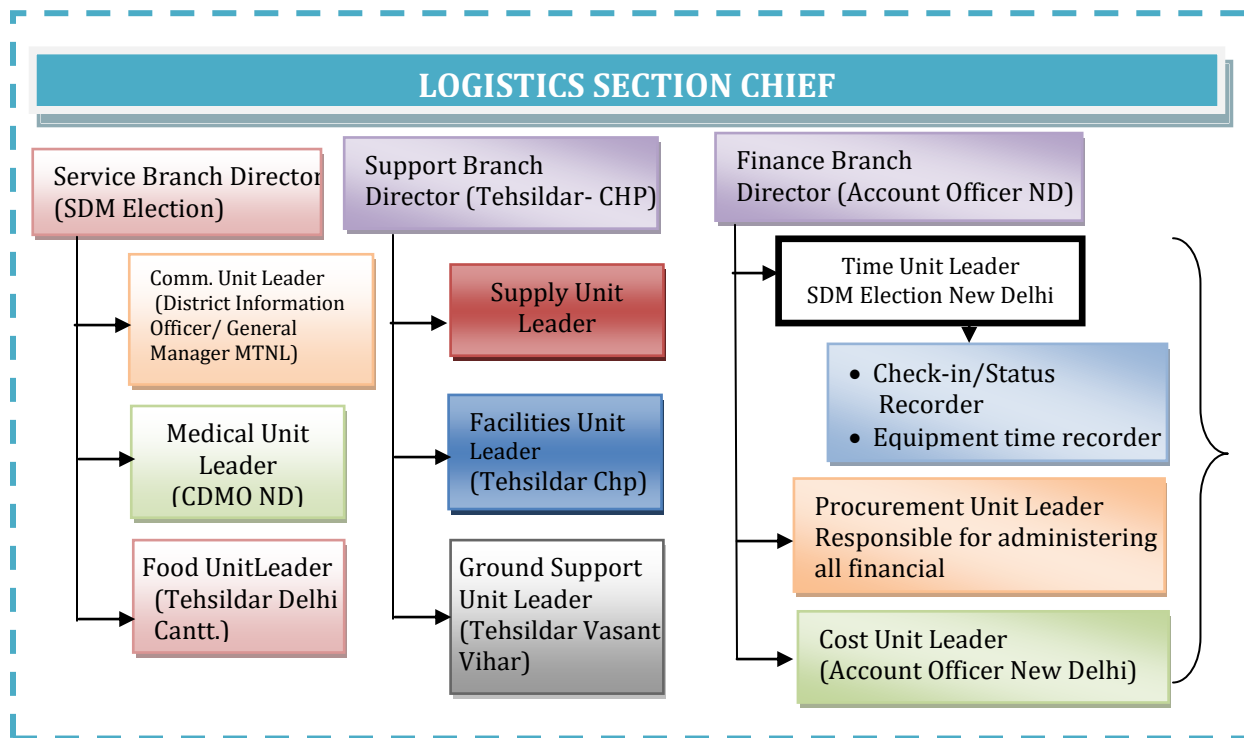 LOGISTICS SECTION CHIEF
Service Branch Director
(SDM Election)
Comm. Unit Leader
(District Information
Officer/ General
Manager MTNL)
Medical Unit
Leader
(CDMO ND)
Food UnitLeader
(Tehsildar Delhi
Cantt.)
Support Branch
Director (Tehsildar- CHP)
Supply Unit
Leader
Facilities Unit
Leader
(Tehsildar Chp)
Ground Support
Unit Leader
(Tehsildar Vasant
Vihar)
Finance Branch
Director (Account Officer ND)
Time Unit Leader
SDM Election New Delhi
• Check-in/Status
Recorder
• Equipment time recorder
Procurement Unit Leader
Responsible for administering
all financial
Cost Unit Leader
(Account Officer New Delhi)